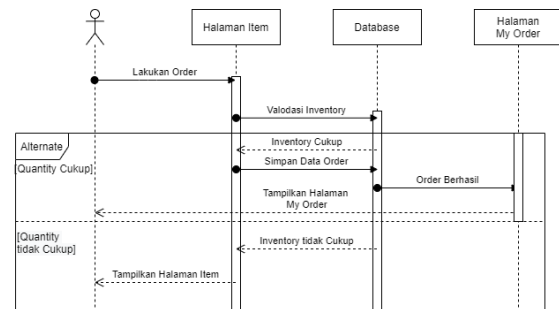 Halaman Item
Database
Halaman
My Order
Lakukan Order
Valodasi Inventory
Alternate
Inventory Cukup
[Quantity Cukup]
Simpan Data Order
Order Berhasil
Tampilkan Halaman
My Order
[Quantity
tidak Cukup]
Inventory tidak Cukup
Tampilkan Halaman Item